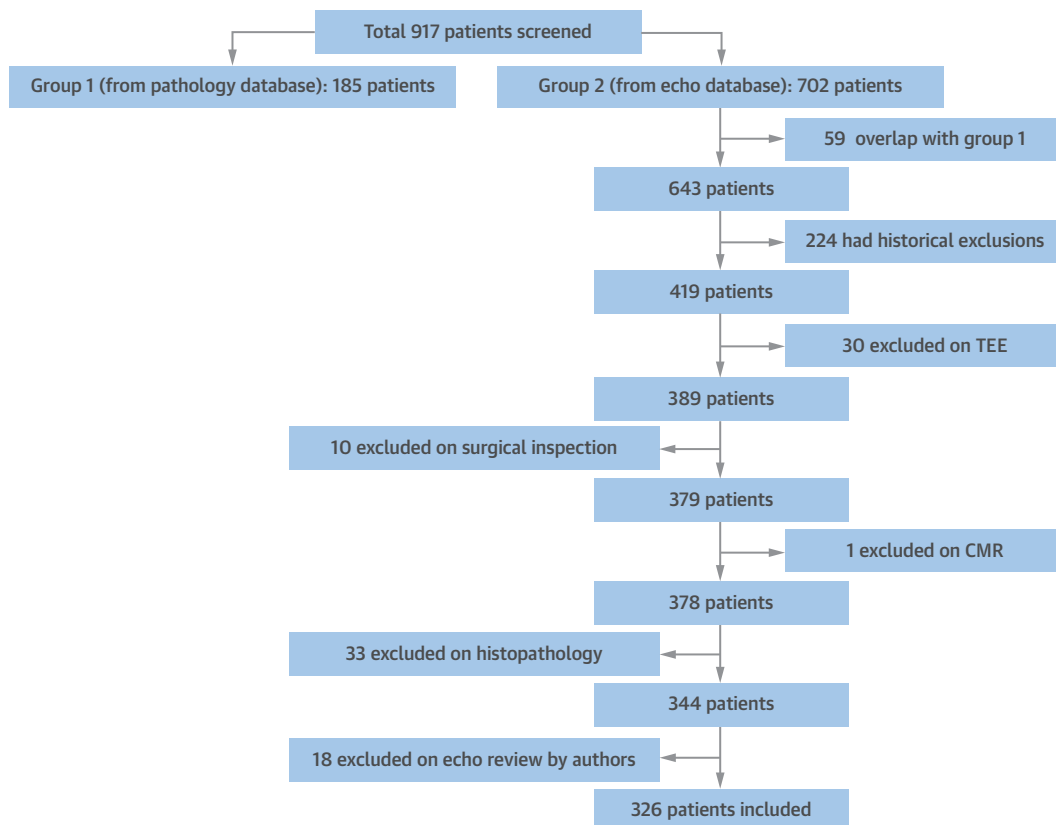 Total 917 patients screened
Group 1 (from pathology database): 185 patients
Group 2 (from echo database): 702 patients
59 overlap with group 1
643 patients
224 had historical exclusions
419 patients
30 excluded on TEE
389 patients
10 excluded on surgical inspection
379 patients
1 excluded on CMR
378 patients
33 excluded on histopathology
344 patients
18 excluded on echo review by authors
326 patients included